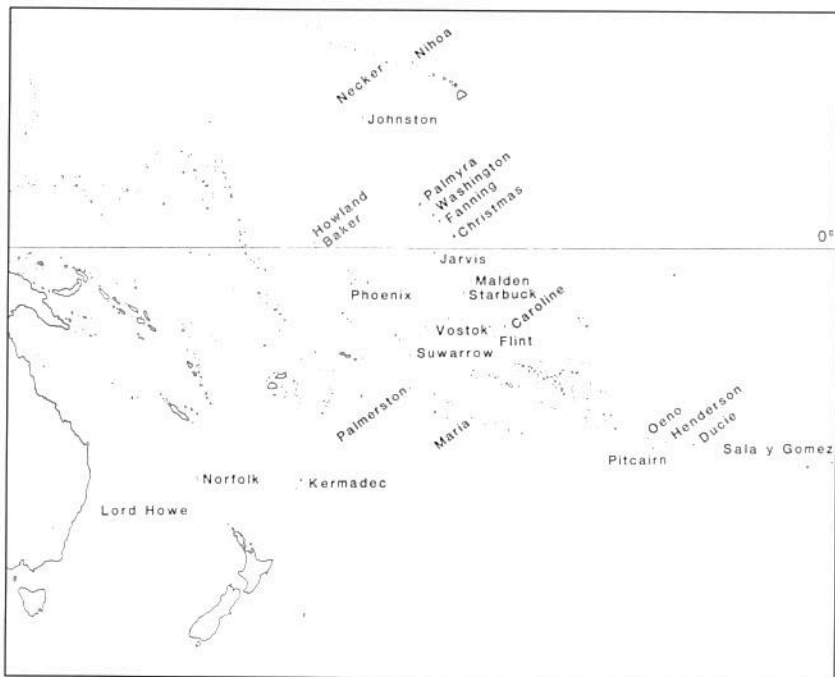 Nihoa
Necker
Johnston
Palmyra
Washington
Fanning
Christmas
Howland
Baker
0°
Jarvis
Malden
Phoenix
Starbuck
Caroline
Vostok
Flint
Suwarrow
Palmerston
Maria
Oeno
Henderson
Ducie
Sala y Gomez
Pitcairn
Norfolk
Kermadec
Lord Howe